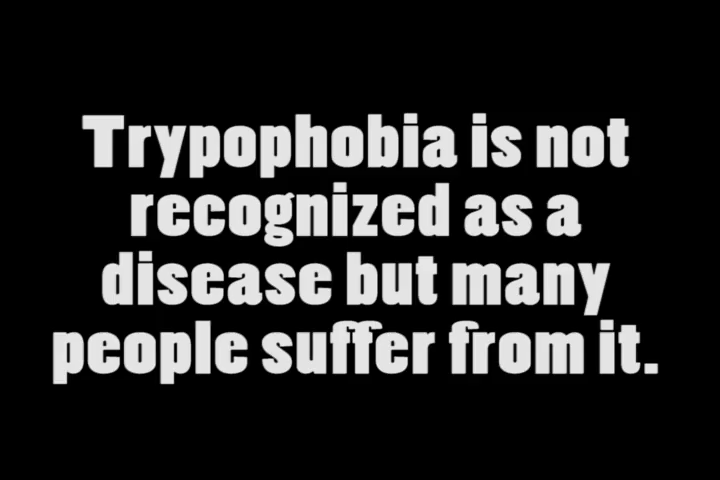 Trypophobia is not
recognized as a
disease but many
people suffer from it.